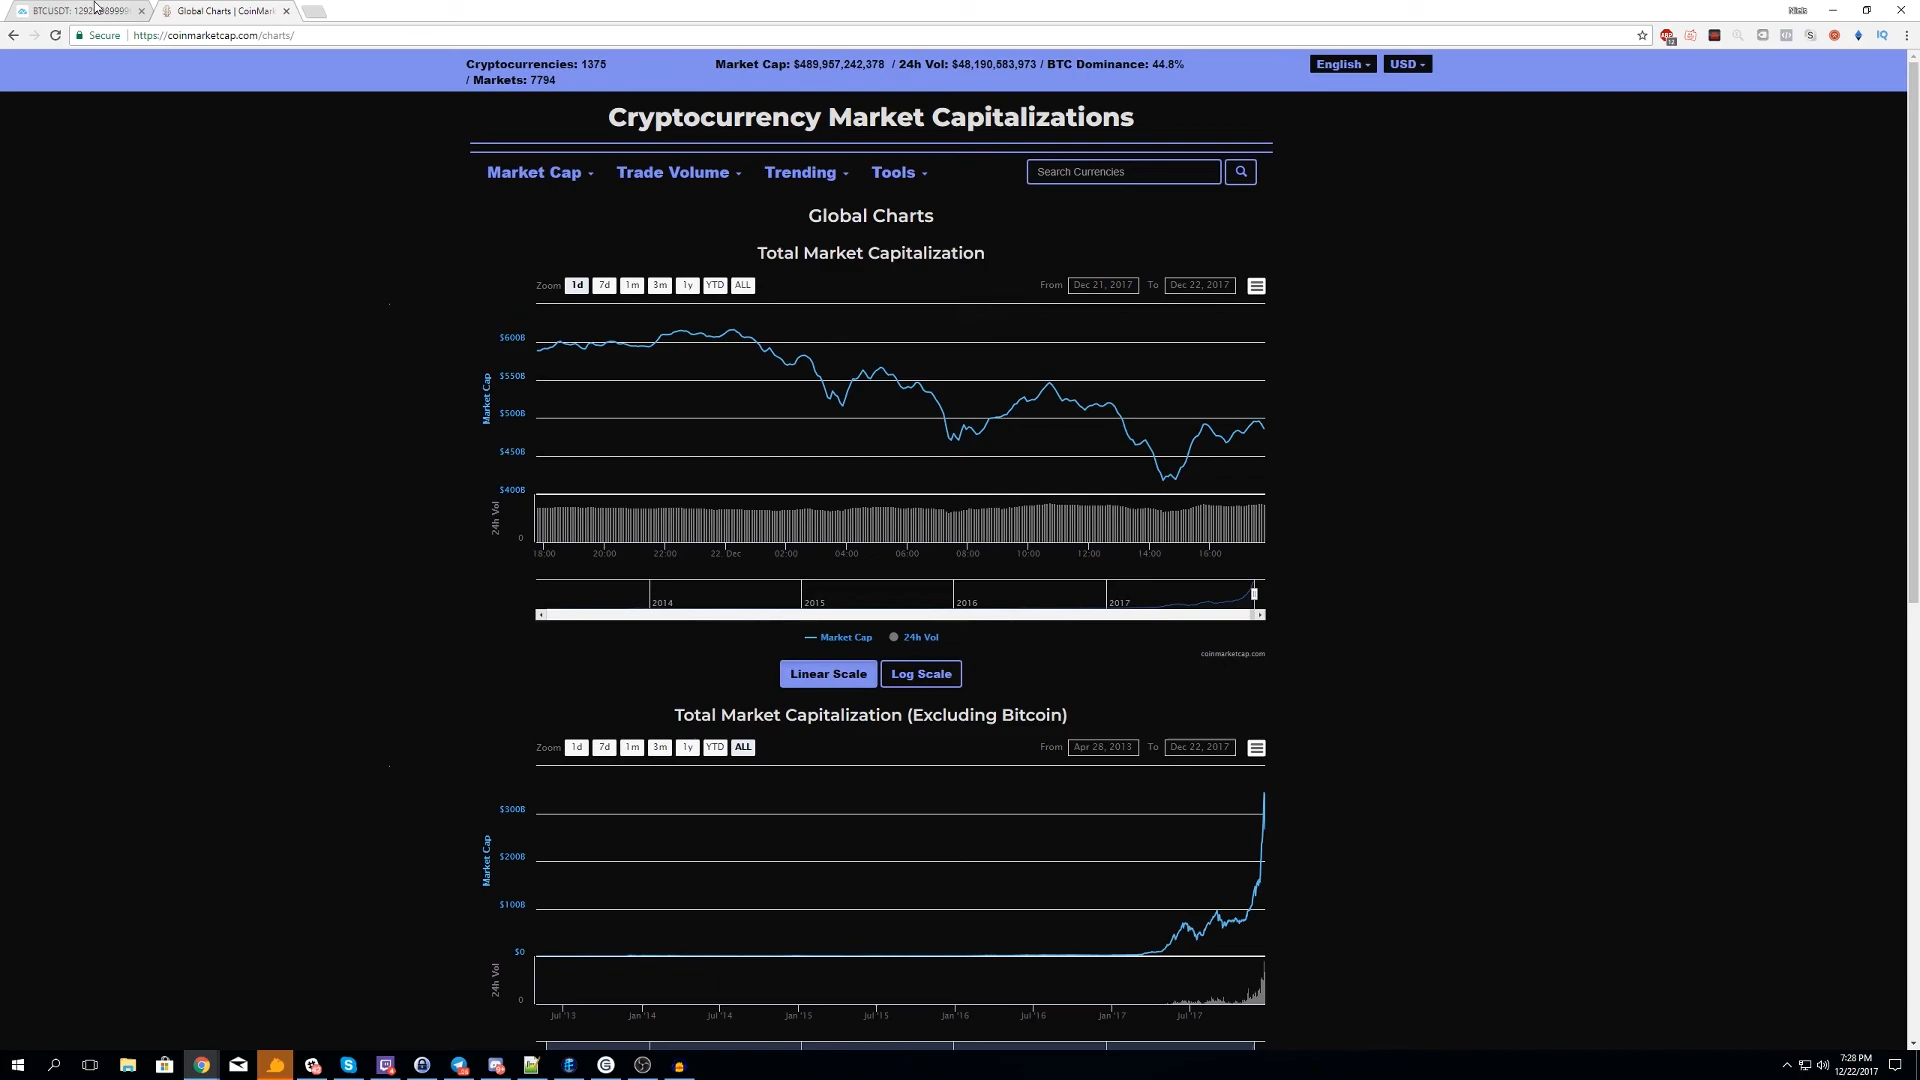 BTCUSDT: 1292
899999
Global Charts | CoinMark
Niels
Secure
https://coinmarketcap.com/charts/
Cryptocurrencies: 1375
/ Markets: 7794
Market Cap: $489,957,242,378 / 24h Vol: $48,190,583,973 / BTC Dominance: 44.8%
English
USD
Cryptocurrency Market Capitalizations
Market Cap
Trade Volume
Trending
Tools
Search Currencies
Global Charts
Total Market Capitalization
Zoom 1d 7d 1m 3m 1y YTD ALL
From Dec 21, 2017 To Dec 22, 2017
$600B
$550B
$500B
$450B
$400B
Market Cap
24h Vol
0
18:00 20:00 22:00 22. Dec 02:00 04:00 06:00 08:00 10:00 12:00 14:00 16:00
2014 2015 2016 2017
Market Cap 24h Vol
coinmarketcap.com
Linear Scale
Log Scale
Total Market Capitalization (Excluding Bitcoin)
Zoom 1d 7d 1m 3m 1y YTD ALL
From Apr 28, 2013 To Dec 22, 2017
$300B
$200B
$100B
$0
Market Cap
24h Vol
0
Jul '13 Jan '14 Jul '14 Jan '15 Jul '15 Jan '16 Jul '16 Jan '17 Jul '17
7:28 PM
12/22/2017